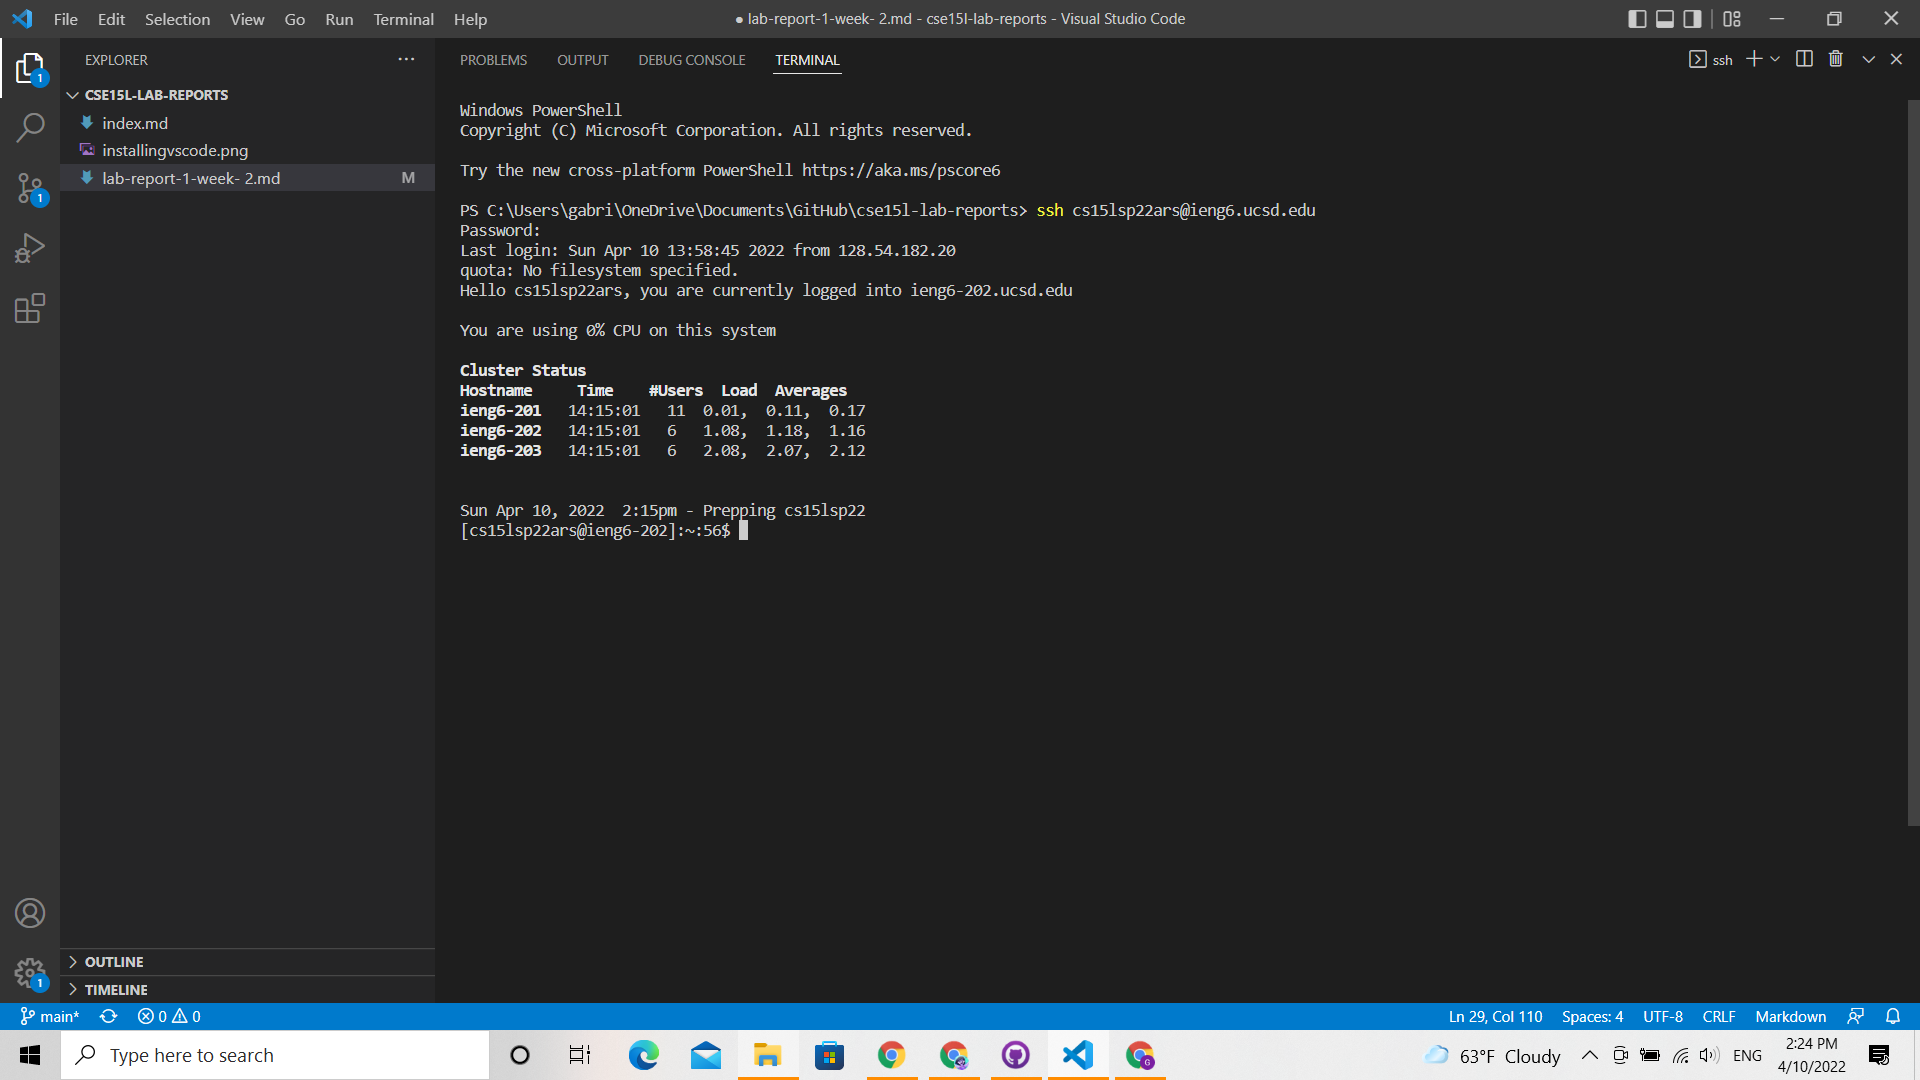 File Edit Selection View Go Run Terminal Help
● lab-report-1-week- 2.md - cse15l-lab-reports - Visual Studio Code
EXPLORER
PROBLEMS OUTPUT DEBUG CONSOLE TERMINAL
ssh
CSE15L-LAB-REPORTS
index.md
installingvscode.png
lab-report-1-week- 2.md M
1
1
1
Windows PowerShell
Copyright (C) Microsoft Corporation. All rights reserved.
Try the new cross-platform PowerShell https://aka.ms/pscore6
PS C:\Users\gabri\OneDrive\Documents\GitHub\cse15l-lab-reports> ssh cs15lsp22ars@ieng6.ucsd.edu
Password:
Last login: Sun Apr 10 13:58:45 2022 from 128.54.182.20
quota: No filesystem specified.
Hello cs15lsp22ars, you are currently logged into ieng6-202.ucsd.edu
You are using 0% CPU on this system
Cluster Status
Hostname Time #Users Load Averages
ieng6-201 14:15:01 11 0.01, 0.11, 0.17
ieng6-202 14:15:01 6 1.08, 1.18, 1.16
ieng6-203 14:15:01 6 2.08, 2.07, 2.12
Sun Apr 10, 2022 2:15pm - Prepping cs15lsp22
[cs15lsp22ars@ieng6-202]:~:56$
OUTLINE
TIMELINE
main* 0 0
Ln 29, Col 110 Spaces: 4 UTF-8 CRLF Markdown
Type here to search
63°F Cloudy
ENG
2:24 PM
4/10/2022